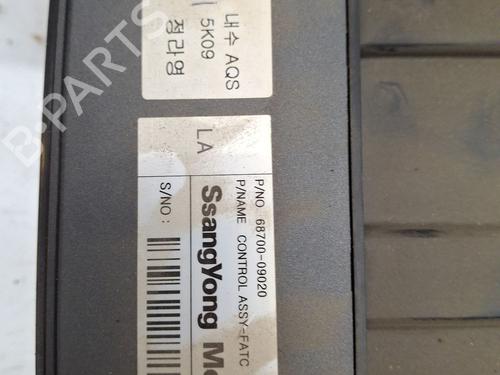 내수 AQS
5K09
정라영
LA
P/NO 68700-09020
P/NAME CONTROL ASSY-FATC
SsangYong
S/NO :
B-PARTS